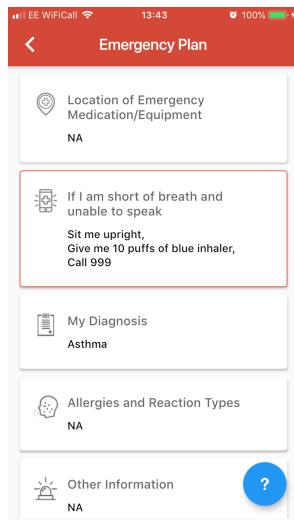 EE WiFiCall 13:43 100%
Emergency Plan
Location of Emergency
Medication/Equipment
NA
If I am short of breath and
unable to speak
Sit me upright,
Give me 10 puffs of blue inhaler,
Call 999
My Diagnosis
Asthma
Allergies and Reaction Types
NA
Other Information
?
NA